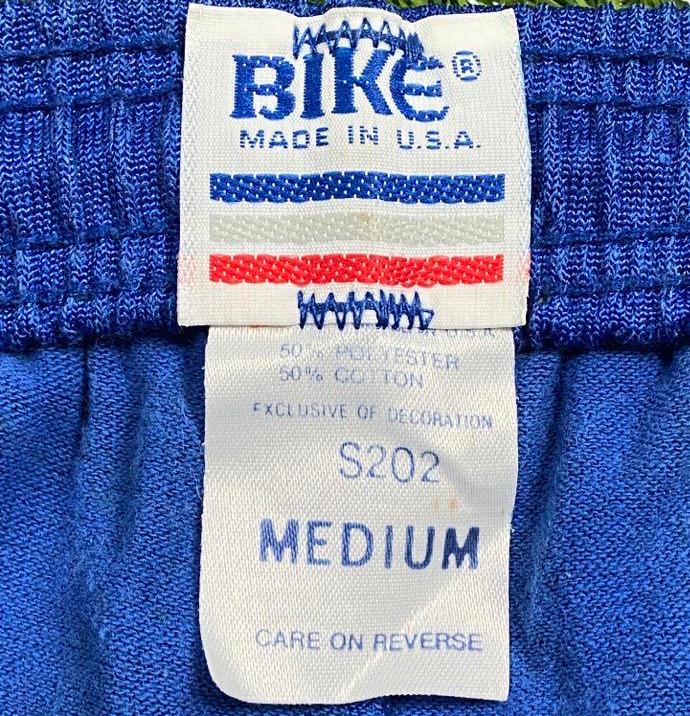 BIKE®
MADE IN U.S.A.
U.S.A.
50% POLYESTER
50% COTTON
EXCLUSIVE OF DECORATION
S202
MEDIUM
CARE ON REVERSE